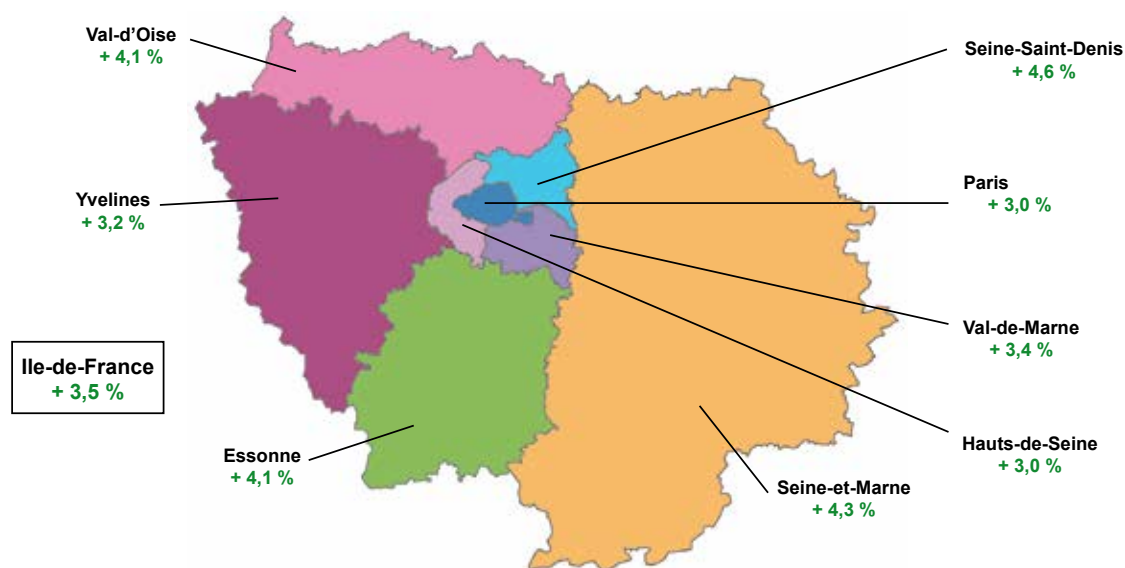 Val-d'Oise
+ 4,1 %
Seine-Saint-Denis
+ 4,6 %
Yvelines
+ 3,2 %
Paris
+ 3,0 %
Val-de-Marne
+ 3,4 %
Ile-de-France
+ 3,5 %
Hauts-de-Seine
+ 3,0 %
Essonne
+ 4,1 %
Seine-et-Marne
+ 4,3 %